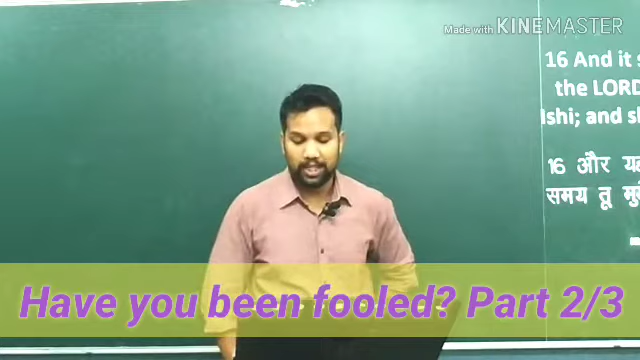 Made with KINEMASTER
16 And it
the LORD
Ishi; and
16 और
समय तू
Have you been fooled? Part 2/3